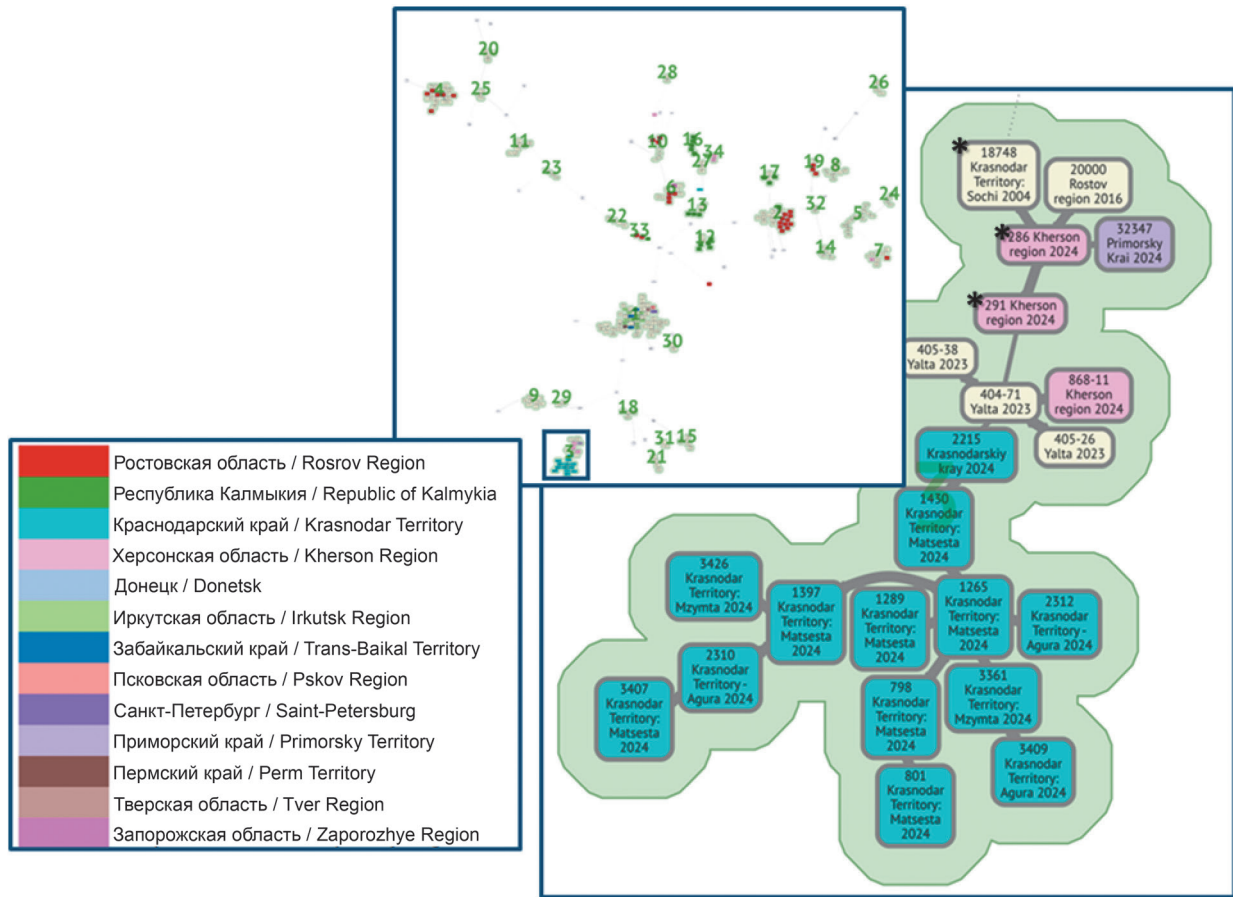 20
4
25
28
26
11
23
10
16
34
27
6
17
19
8
24
22
33
13
12
2
32
14
5
7
30
9
29
18
3
31
15
21
*
18748
Krasnodar
Territory:
Sochi 2004
20000
Rostov
region 2016
*
286 Kherson
region 2024
32347
Primorsky
Krai 2024
*
291 Kherson
region 2024
405-38
Yalta 2023
404-71
Yalta 2023
868-11
Kherson
region 2024
405-26
Yalta 2023
2215
Krasnodarskiy
kray 2024
1430
Krasnodar
Territory:
Matsesta
2024
3426
Krasnodar
Territory:
Mzymta 2024
1397
Krasnodar
Territory:
Matsesta
2024
1289
Krasnodar
Territory:
Matsesta
2024
1265
Krasnodar
Territory:
Matsesta
2024
2312
Krasnodar
Territory-
Agura 2024
2310
Krasnodar
Territory-
Agura 2024
3407
Krasnodar
Territory:
Matsesta
2024
798
Krasnodar
Territory:
Matsesta
2024
3361
Krasnodar
Territory:
Mzymta 2024
801
Krasnodar
Territory:
Matsesta
2024
3409
Krasnodar
Territory:
Agura 2024
Ростовская область / Rosrov Region
Республика Калмыкия / Republic of Kalmykia
Краснодарский край / Krasnodar Territory
Херсонская область / Kherson Region
Донецк / Donetsk
Иркутская область / Irkutsk Region
Забайкальский край / Trans-Baikal Territory
Псковская область / Pskov Region
Санкт-Петербург / Saint-Petersburg
Приморский край / Primorsky Territory
Пермский край / Perm Territory
Тверская область / Tver Region
Запорожская область / Zaporozhye Region